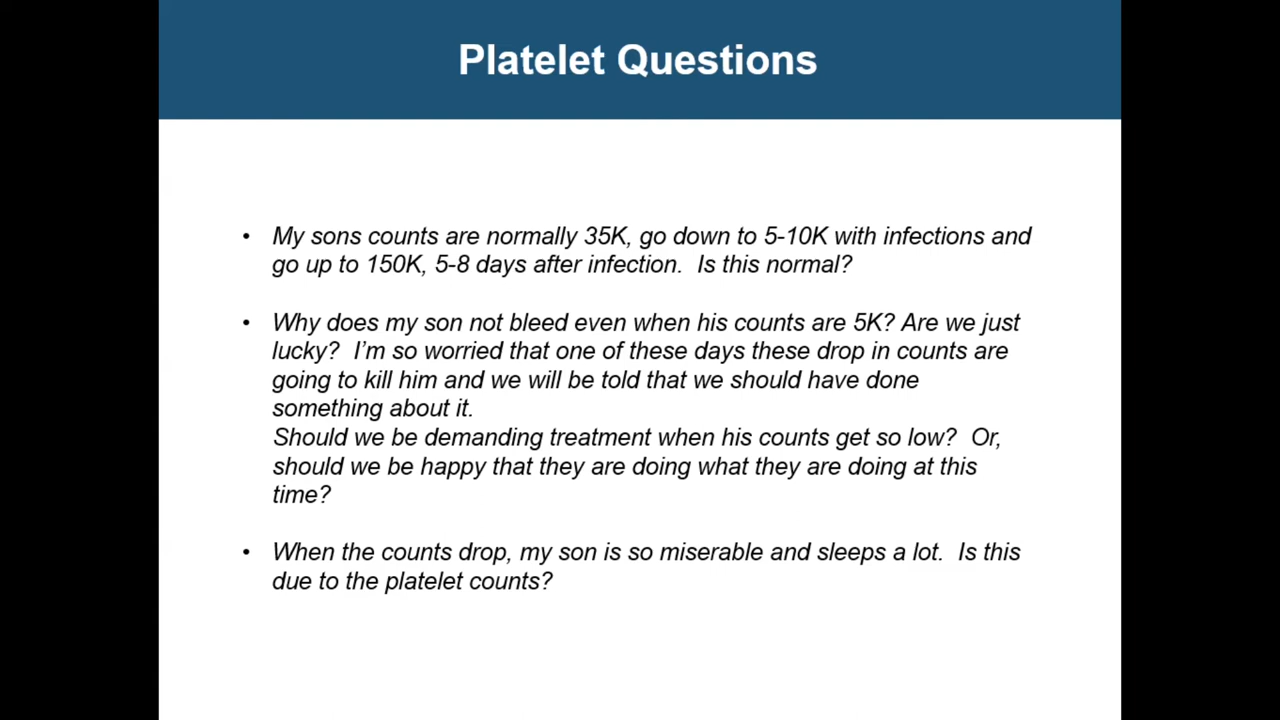 Platelet Questions
• My sons counts are normally 35K, go down to 5-10K with infections and
go up to 150K, 5-8 days after infection.  Is this normal?
• Why does my son not bleed even when his counts are 5K? Are we just
lucky?  I'm so worried that one of these days these drop in counts are
going to kill him and we will be told that we should have done
something about it.
Should we be demanding treatment when his counts get so low?  Or,
should we be happy that they are doing what they are doing at this
time?
• When the counts drop, my son is so miserable and sleeps a lot.  Is this
due to the platelet counts?